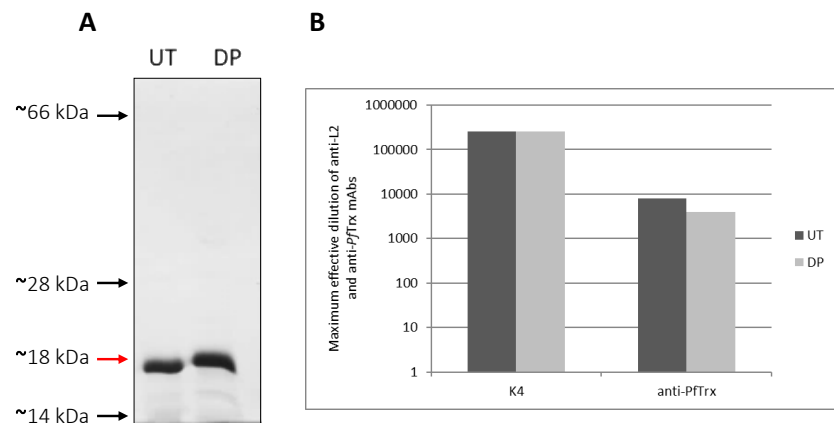 A
UT DP
~66 kDa
~28 kDa
~18 kDa
~14 kDa
B
Maximum effective dilution of anti-L2
and anti-PfTrx mAbs
1000000
100000
10000
1000
100
10
1
K4 anti-PfTrx
UT
DP